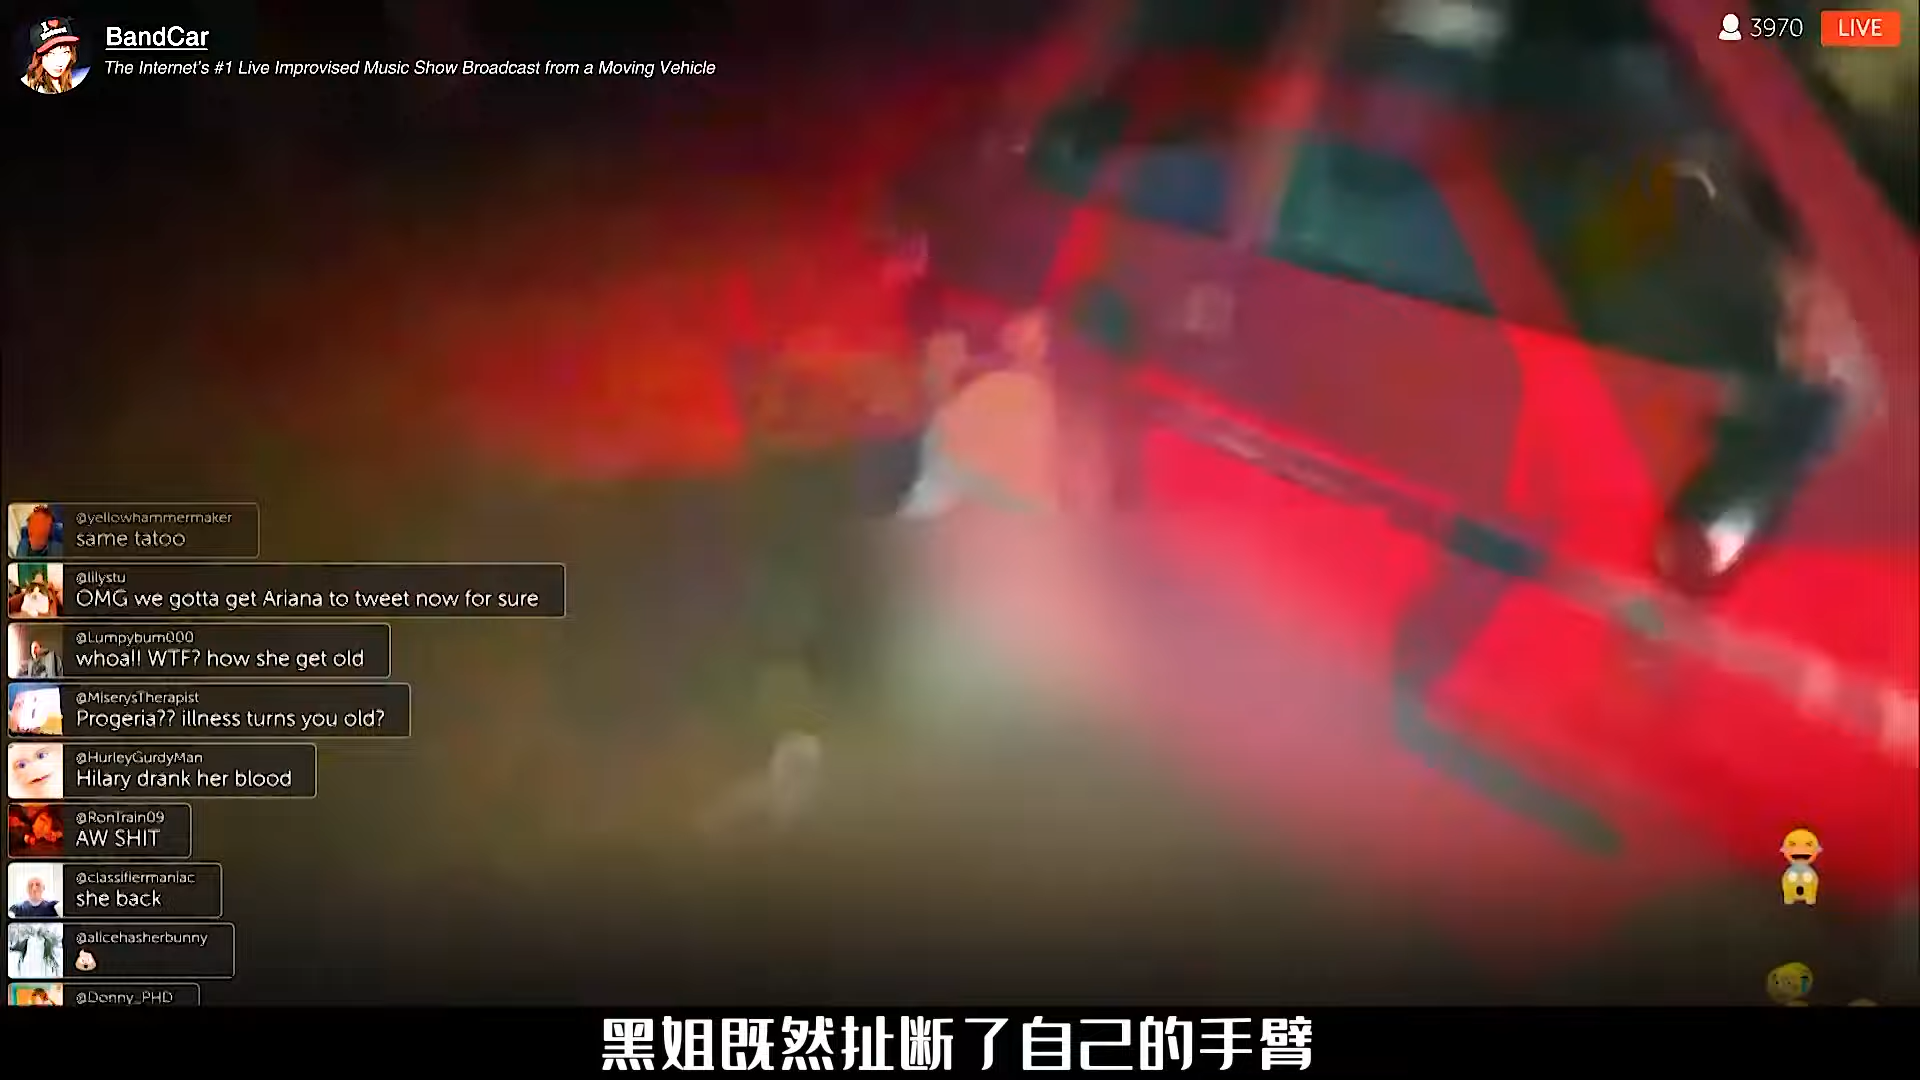 BandCar
The Internet's #1 Live Improvised Music Show Broadcast from a Moving Vehicle
3970
LIVE
@yellowhammermaker
same tatoo
@lilystu
OMG we gotta get Ariana to tweet now for sure
@Lumpybum000
whoa!! WTF? how she get old
@MiserysTherapist
Progeria?? illness turns you old?
@HurleyGurdyMan
Hilary drank her blood
@RonTrain09
AW SHIT
@classifiermaniac
she back
@alicehasherbunny
@Donny_PHD
黑姐既然扯断了自己的手臂